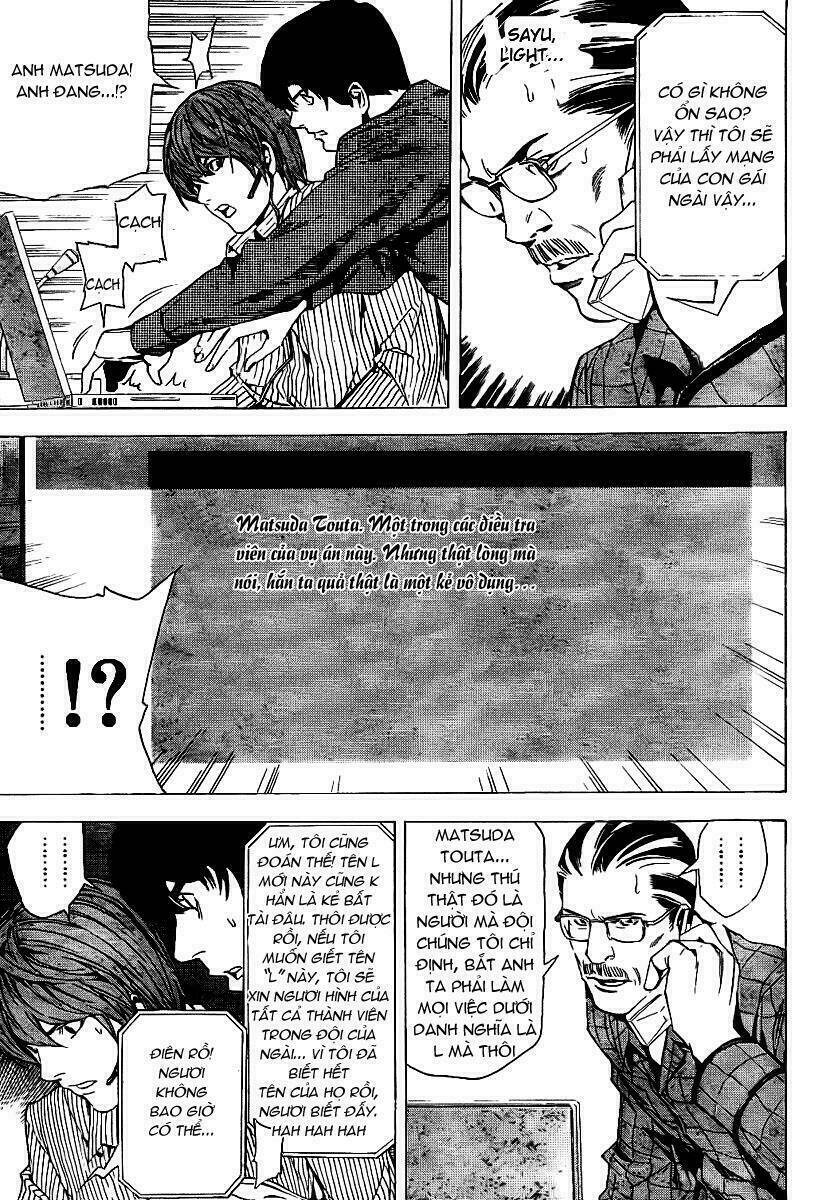 SAYU,
LIGHT...
CÓ GÌ KHÔNG
ỔN SAO?
VẬY THÌ TÔI SẼ
PHẢI LẤY MẠNG
CỦA CON GÁI
NGÀI VẬY...
ANH MATSUDA!
ANH ĐANG...!?
CẠCH
CẠCH
Matsuda Touta. Một trong các điều tra
viên của vụ án này. Nhưng thật lòng mà
nói, hắn ta quả thật là một kẻ vô dụng...
.......!?
.......
MATSUDA
TOUTA...
NHƯNG THÚ
THẬT ĐÓ LÀ
NGƯỜI MÀ ĐỘI
CHÚNG TÔI CHỈ
ĐỊNH, BẮT ANH
TA PHẢI LÀM
MỌI VIỆC DƯỚI
DANH NGHĨA LÀ
L MÀ THÔI
ƯM, TÔI CŨNG
ĐOÁN THẾ! TÊN L
MỚI NÀY CŨNG K
HẲN LÀ KẺ BẤT
TÀI ĐÂU. THÔI ĐƯỢC
RỒI, NẾU TÔI
MUỐN GIẾT TÊN
"L" NÀY, TÔI SẼ
XIN NGƯƠI HÌNH CỦA
TẤT CẢ THÀNH VIÊN
TRONG ĐỘI CỦA
NGÀI... VÌ TÔI ĐÃ
BIẾT HẾT
TÊN CỦA HỌ RỒI,
NGƯƠI BIẾT ĐẤY.
HAH HAH HAH
.......
ĐIÊN RỒ!
NGƯƠI
KHÔNG
BAO GIỜ
CÓ THỂ...